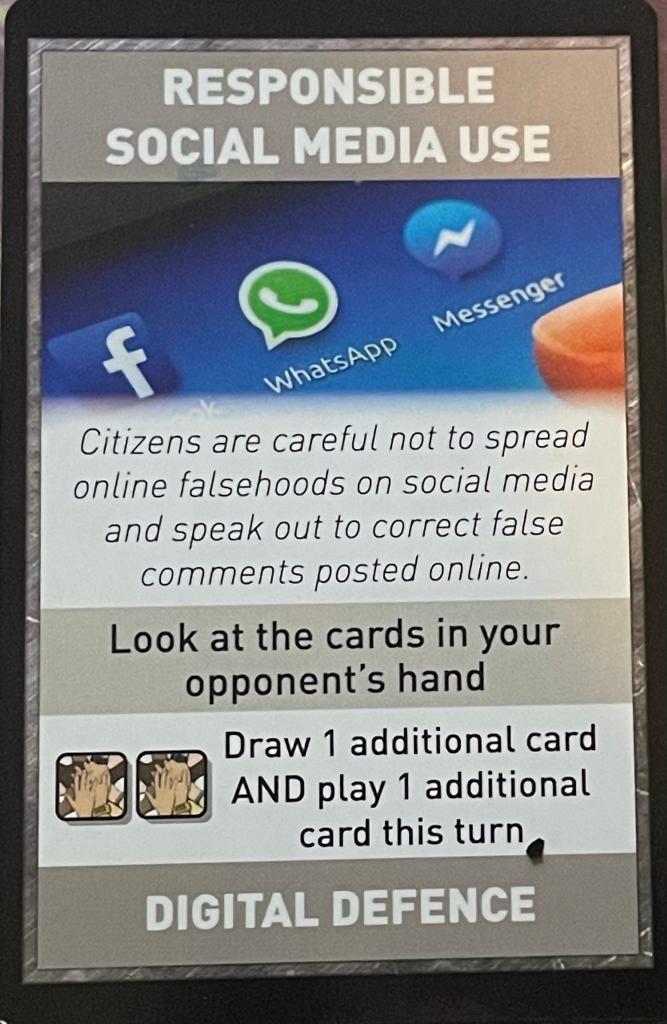 RESPONSIBLE
SOCIAL MEDIA USE
f
WhatsApp
Messenger
Citizens are careful not to spread
online falsehoods on social media
and speak out to correct false
comments posted online.
Look at the cards in your
opponent's hand
Draw 1 additional card
AND play 1 additional
card this turn
DIGITAL DEFENCE